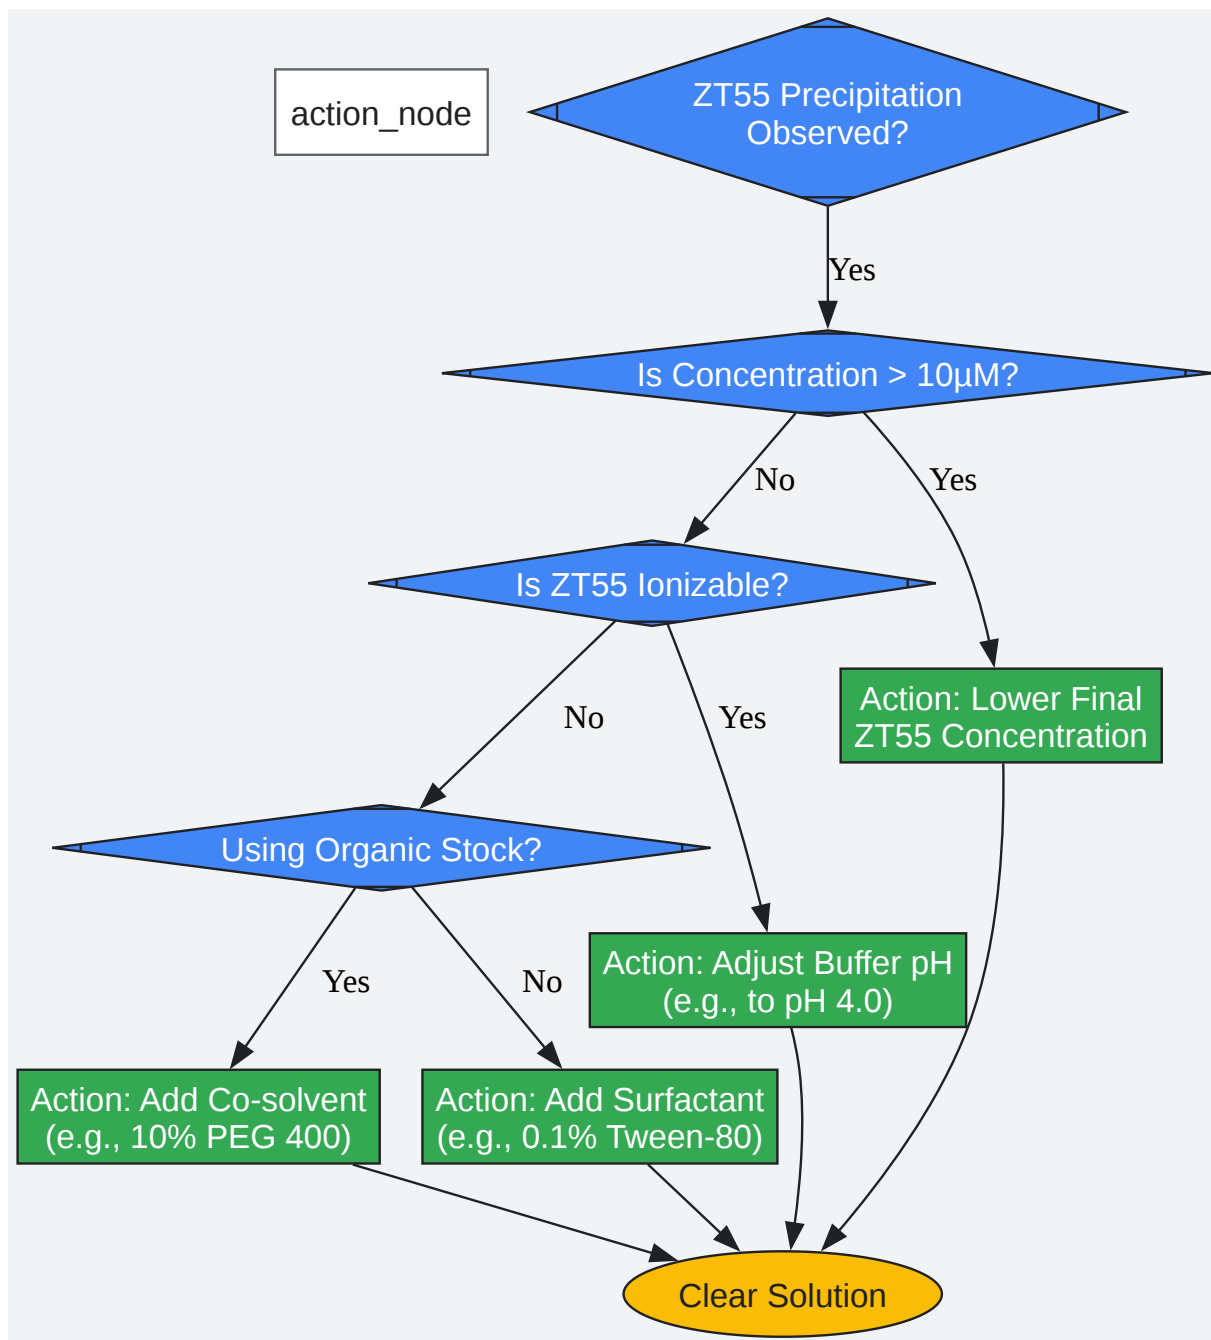 action_node
ZT55 Precipitation
Observed?
Yes
Is Concentration > 10µM?
No
Yes
Is ZT55 Ionizable?
No
Yes
Action: Lower Final
ZT55 Concentration
Using Organic Stock?
Yes
No
Action: Adjust Buffer pH
(e.g., to pH 4.0)
Action: Add Co-solvent
(e.g., 10% PEG 400)
Action: Add Surfactant
(e.g., 0.1% Tween-80)
Clear Solution